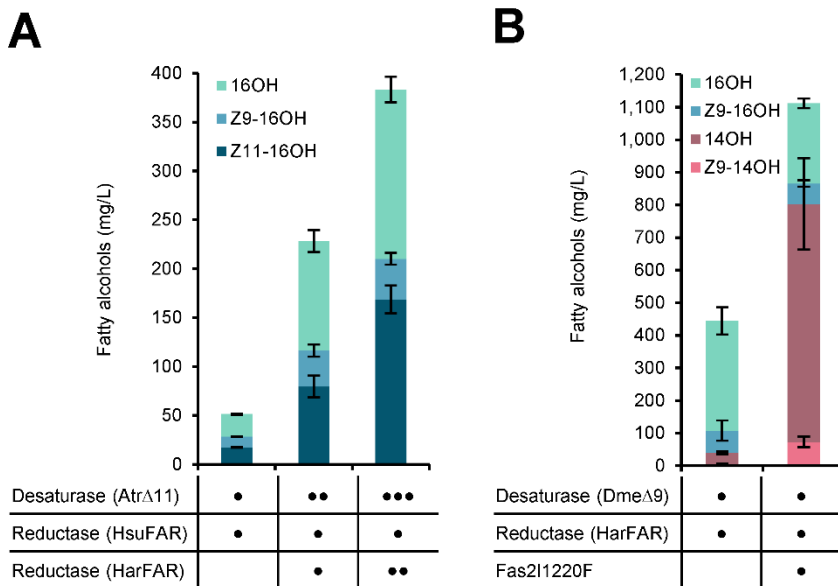 A
Fatty alcohols (mg/L)
400
350
300
250
200
150
100
50
0
16OH
Z9-16OH
Z11-16OH
Desaturase (AtrΔ11) ● ●● ●●●
Reductase (HsuFAR) ● ● ●
Reductase (HarFAR) ● ●●
B
Fatty alcohols (mg/L)
1,200
1,100
1,000
900
800
700
600
500
400
300
200
100
0
16OH
Z9-16OH
14OH
Z9-14OH
Desaturase (DmeΔ9) ● ●
Reductase (HarFAR) ● ●
Fas2I1220F ●